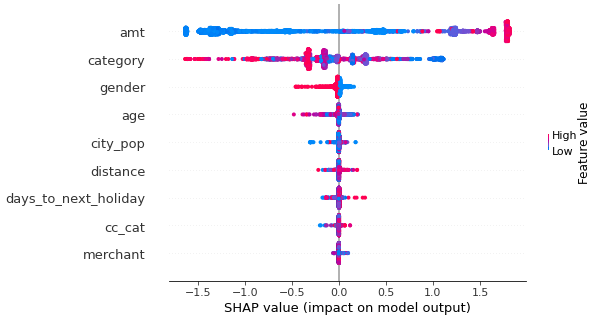 amt
category
gender
age
city_pop
distance
days_to_next_holiday
cc_cat
merchant
−1.5 −1.0 −0.5 0.0 0.5 1.0 1.5
SHAP value (impact on model output)
High
Low
Feature value